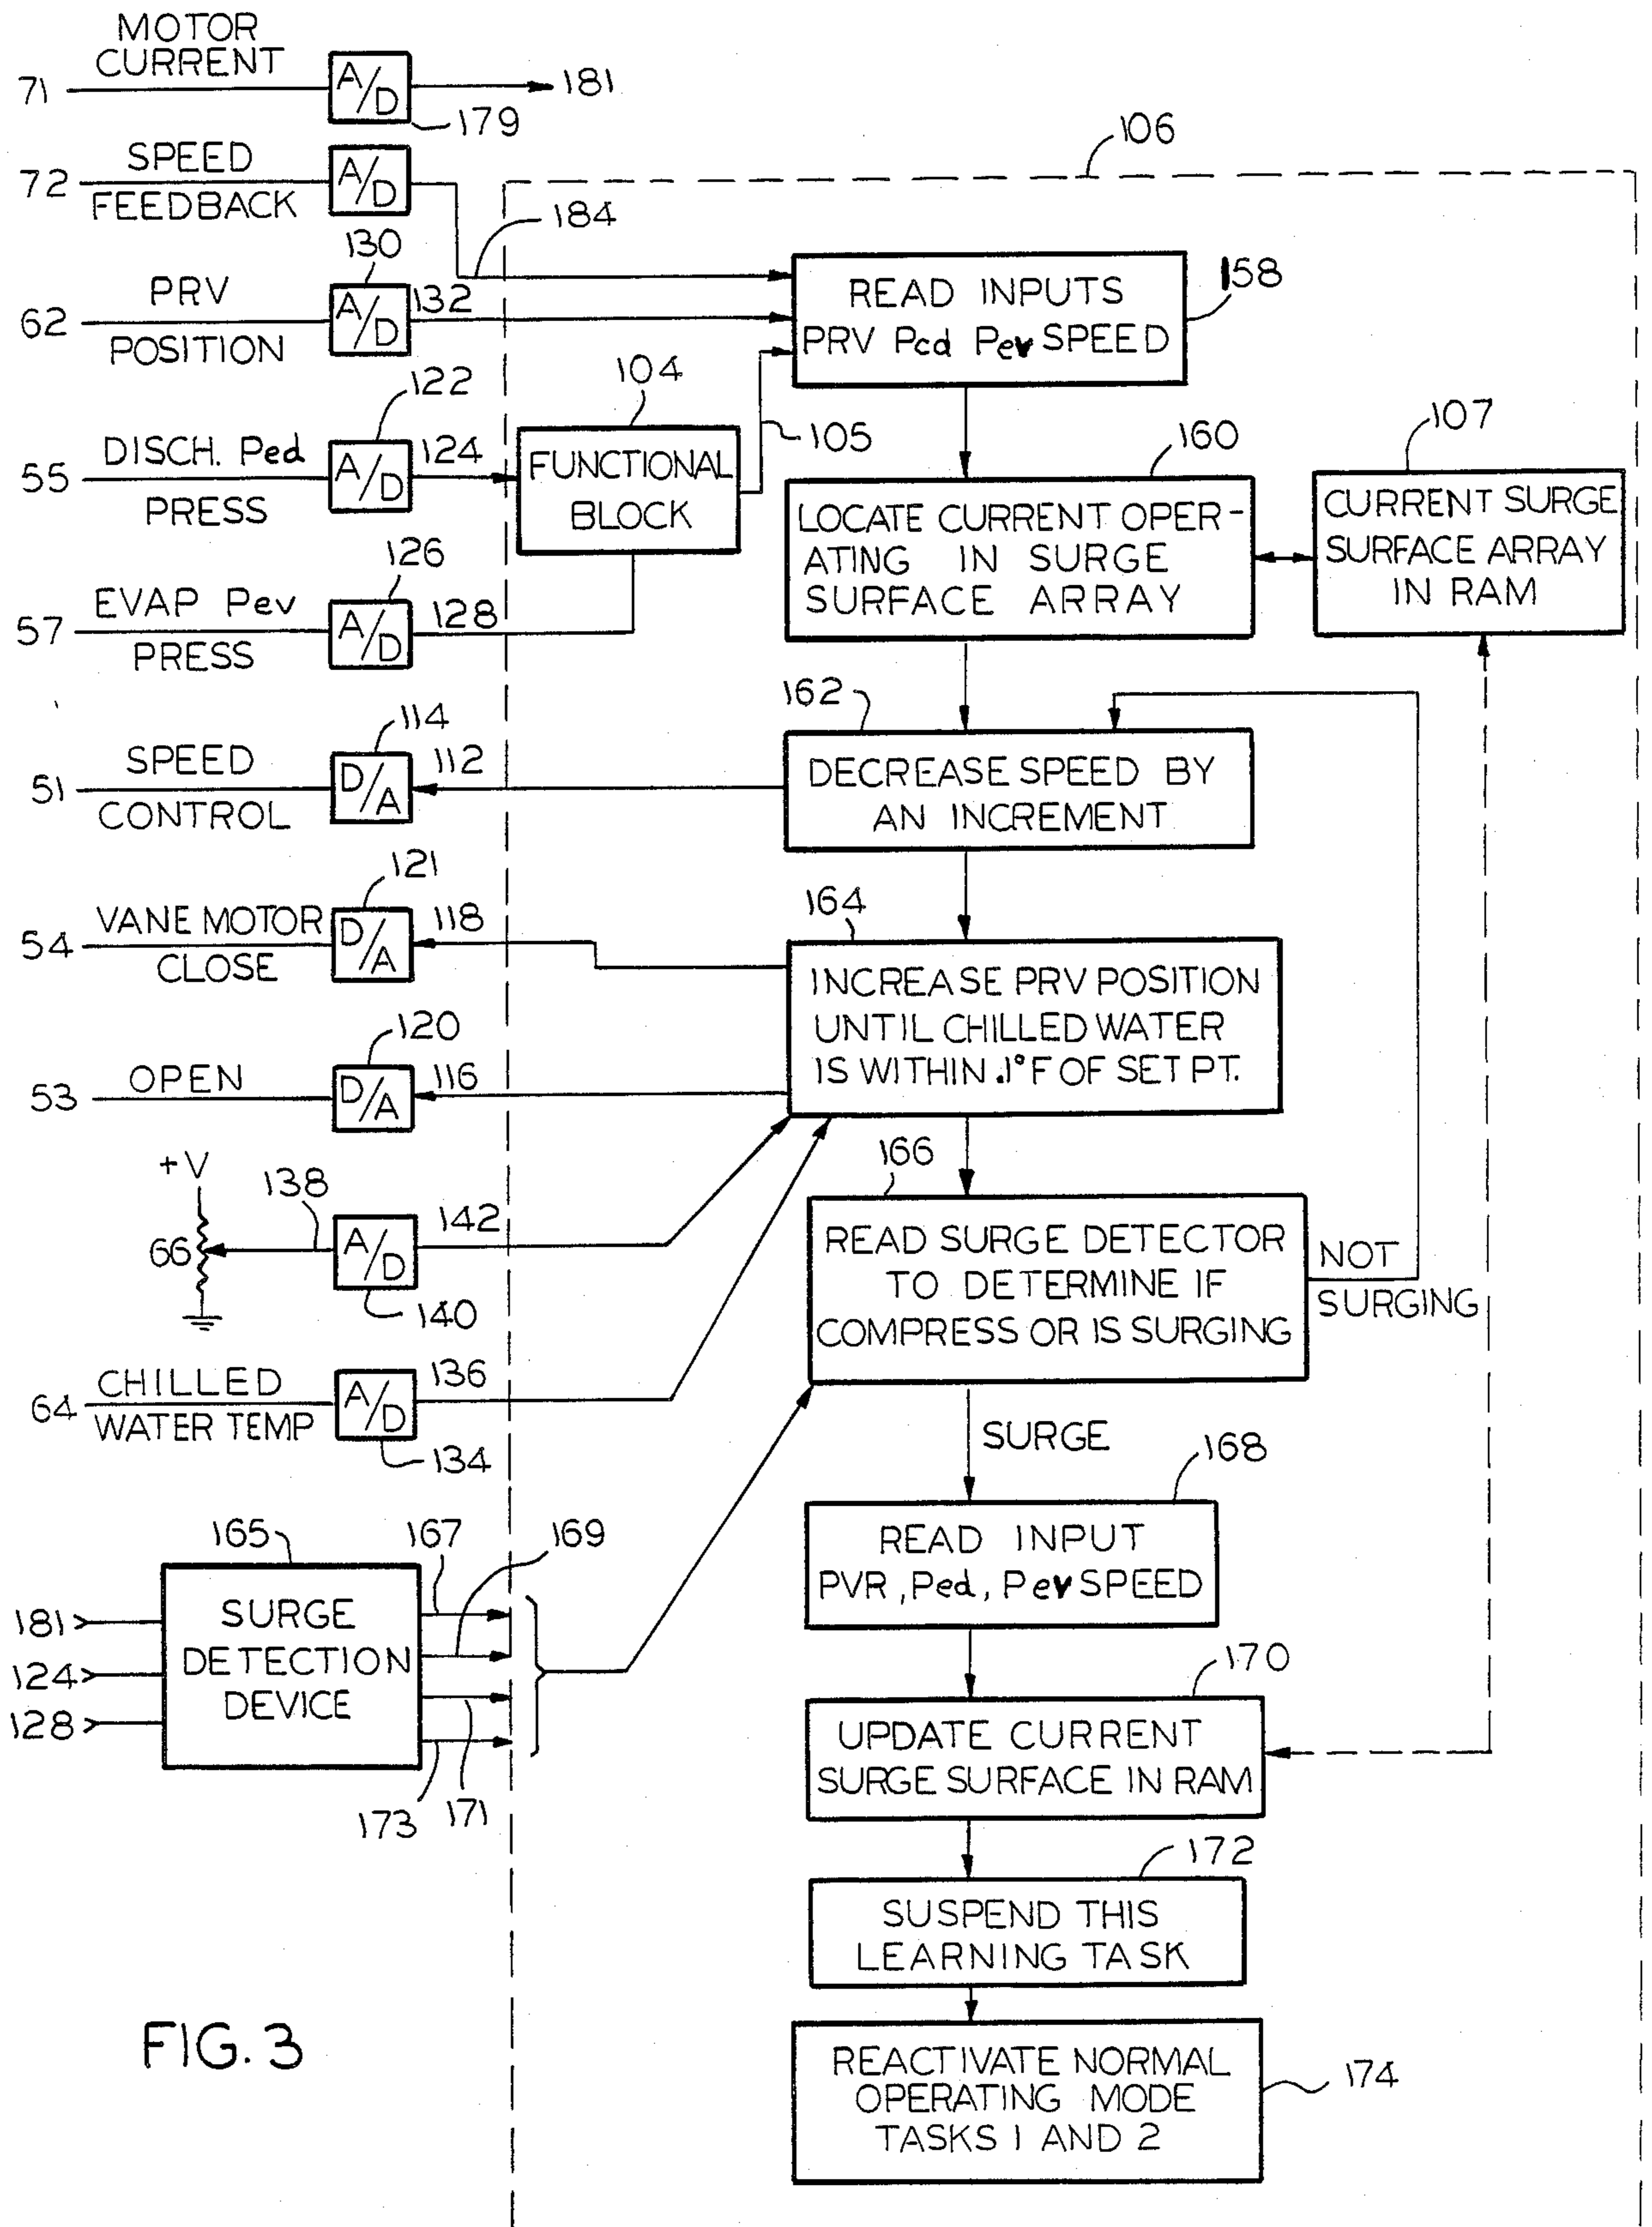 MOTOR
CURRENT
71
A/D
181
179
SPEED
72
FEEDBACK
A/D
106
184
130
PRV
62
POSITION
A/D
132
READ INPUTS
PRV Pcd Pev SPEED
158
122
DISCH. Ped
55
PRESS
A/D
124
104
FUNCTIONAL
BLOCK
105
160
LOCATE CURRENT OPER-
ATING IN SURGE
SURFACE ARRAY
107
CURRENT SURGE
SURFACE ARRAY
IN RAM
126
EVAP Pev
57
PRESS
A/D
128
162
DECREASE SPEED BY
AN INCREMENT
114
SPEED
51
CONTROL
D/A
112
121
VANE MOTOR
54
CLOSE
D/A
118
164
INCREASE PRV POSITION
UNTIL CHILLED WATER
IS WITHIN .1°F OF SET PT.
120
OPEN
53
D/A
116
+V
138
66
A/D
142
140
166
READ SURGE DETECTOR
TO DETERMINE IF
COMPRESS OR IS SURGING
NOT
SURGING
CHILLED
64
WATER TEMP
A/D
136
134
SURGE
168
READ INPUT
PVR, Ped, Pev SPEED
165
167
169
181
124
128
SURGE
DETECTION
DEVICE
173
171
170
UPDATE CURRENT
SURGE SURFACE IN RAM
172
SUSPEND THIS
LEARNING TASK
REACTIVATE NORMAL
OPERATING MODE
TASKS 1 AND 2
174
FIG. 3